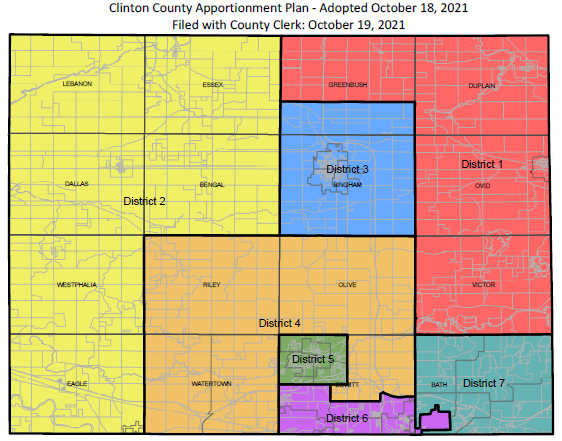 Clinton County Apportionment Plan - Adopted October 18, 2021
Filed with County Clerk: October 19, 2021
LEBANON
ESSEX
GREENBUSH
DUPLAIN
District 1
District 3
DALLAS
BENGAL
BINGHAM
OVID
District 2
WESTPHALIA
RILEY
OLIVE
VICTOR
District 4
District 5
EAGLE
WATERTOWN
BATH
District 7
District 6